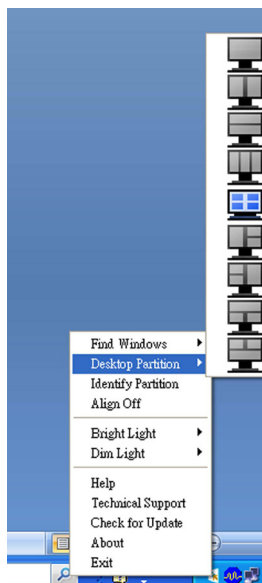 Find Windows
Desktop Partition
Identify Partition
Align Off
Bright Light
Dim Light
Help
Technical Support
Check for Update
About
Exit